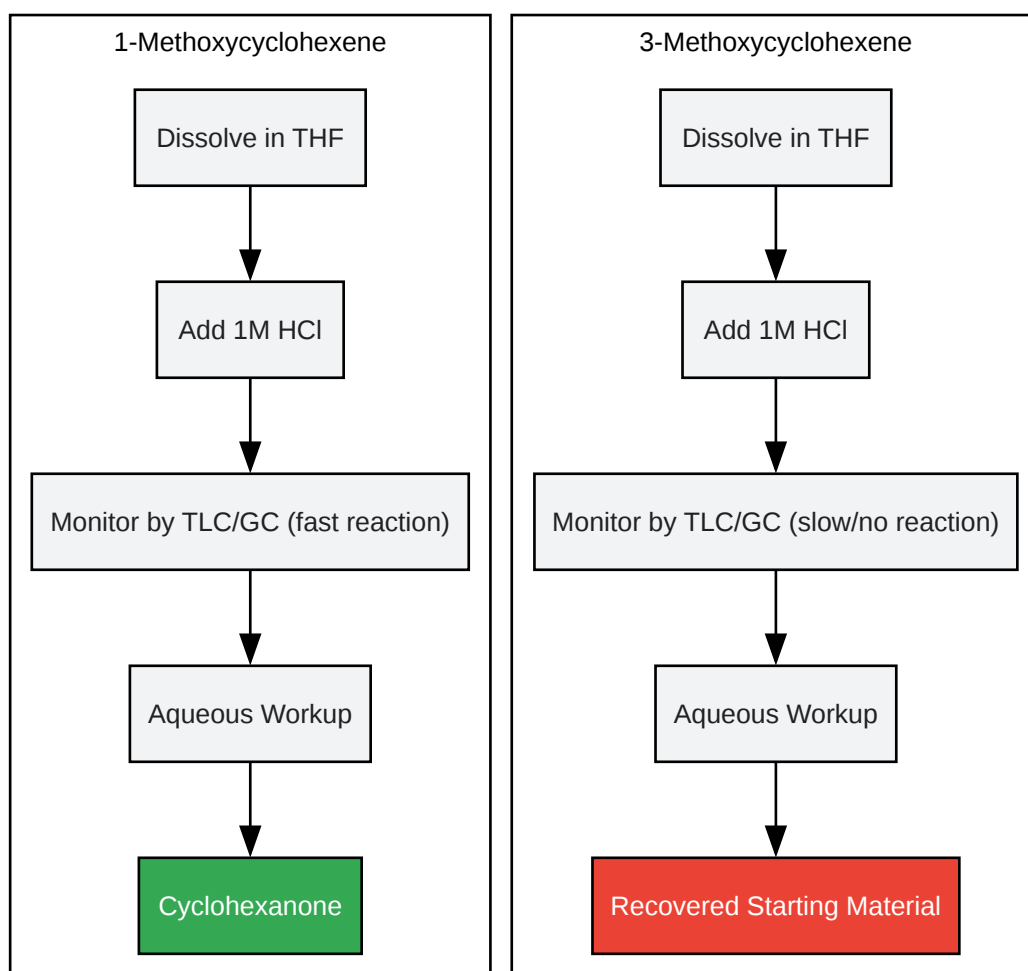 1-Methoxycyclohexene
Dissolve in THF
Add 1M HCl
Monitor by TLC/GC (fast reaction)
Aqueous Workup
Cyclohexanone
3-Methoxycyclohexene
Dissolve in THF
Add 1M HCl
Monitor by TLC/GC (slow/no reaction)
Aqueous Workup
Recovered Starting Material